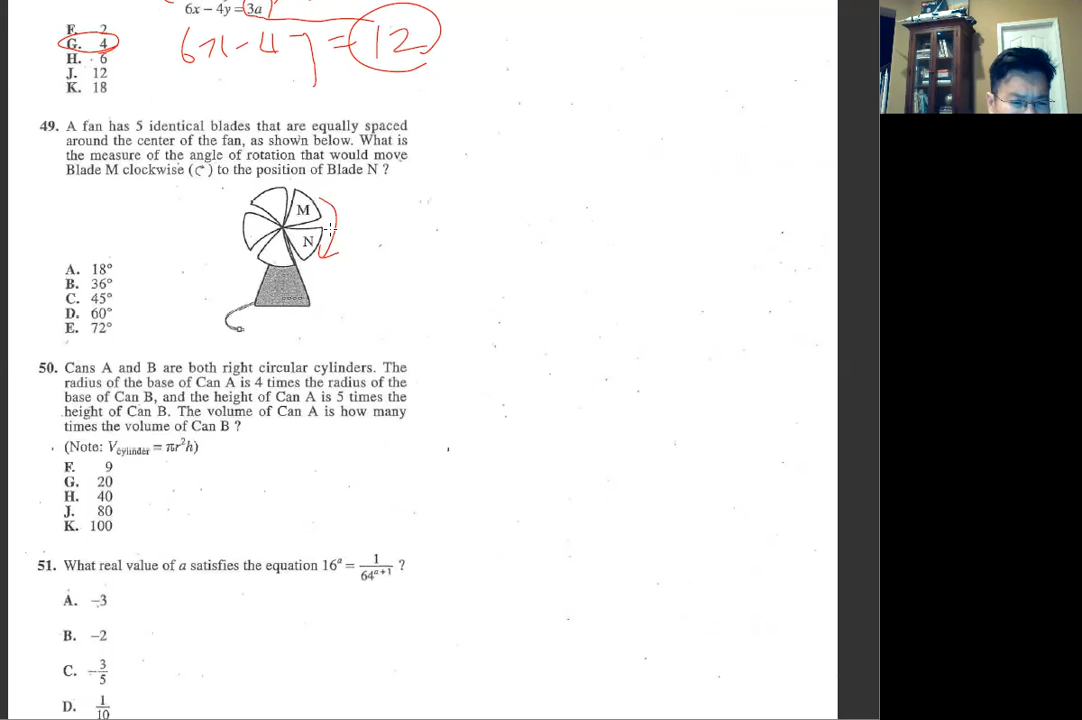 6x – 4y = 3a
6x - 4y = 12
F. 2
G. 4
H. 6
J. 12
K. 18
49. A fan has 5 identical blades that are equally spaced
around the center of the fan, as shown below. What is
the measure of the angle of rotation that would move
Blade M clockwise (↻) to the position of Blade N ?
M
N
A. 18°
B. 36°
C. 45°
D. 60°
E. 72°
50. Cans A and B are both right circular cylinders. The
radius of the base of Can A is 4 times the radius of the
base of Can B, and the height of Can A is 5 times the
height of Can B. The volume of Can A is how many
times the volume of Can B ?
(Note: Vcylinder = πr²h)
F. 9
G. 20
H. 40
J. 80
K. 100
51. What real value of a satisfies the equation 16ᵃ = 1/64ᵃ⁺¹ ?
A. –3
B. –2
C. –3/5
D. 1/10